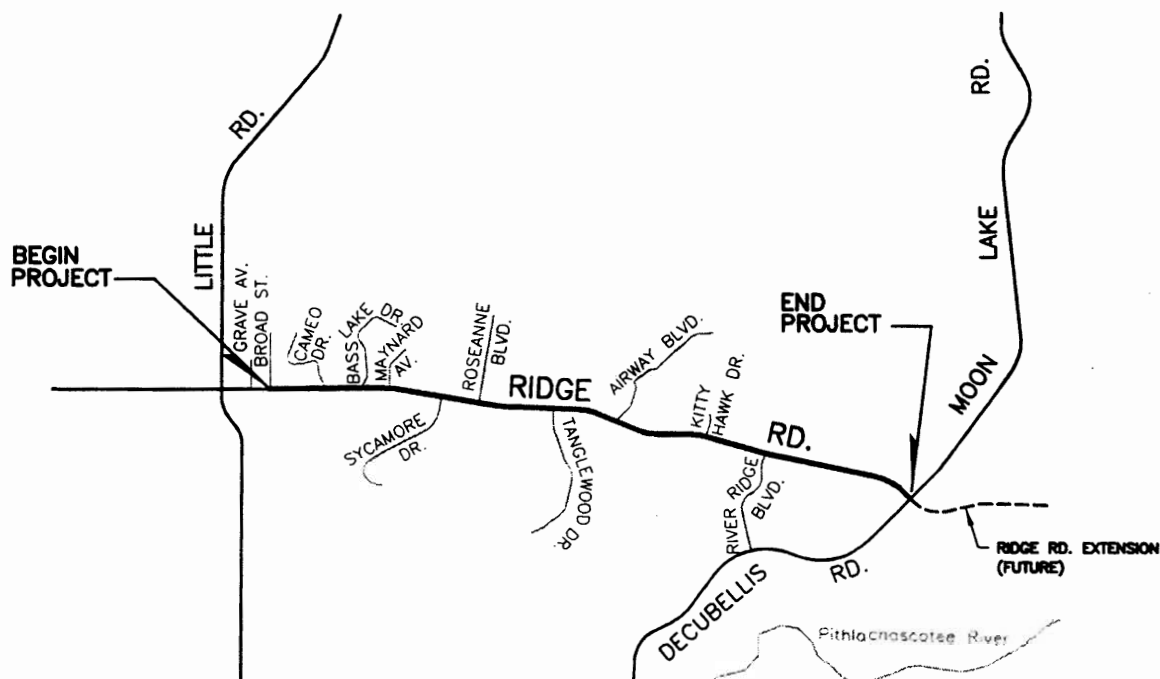 RD.
RD.
LITTLE
LAKE
BEGIN
PROJECT
GRAVE AV.
BROAD ST.
CAMEO
DR.
BASS LAKE DR.
MAYNARD
AV.
ROSEANNE
BLVD.
AIRWAY BLVD.
END
PROJECT
MOON
RIDGE
KITTY
HAWK DR.
SYCAMORE
DR.
TANGLEWOOD DR.
RD.
RIVER RIDGE
BLVD.
RIDGE RD. EXTENSION
(FUTURE)
DECUBELLIS
RD.
Pithlachascotee River